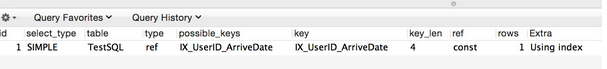 Query Favorites Query History
id select_type table type possible_keys key key_len ref rows Extra
1 SIMPLE TestSQL ref IX_UserID_ArriveDate IX_UserID_ArriveDate 4 const 1 Using index